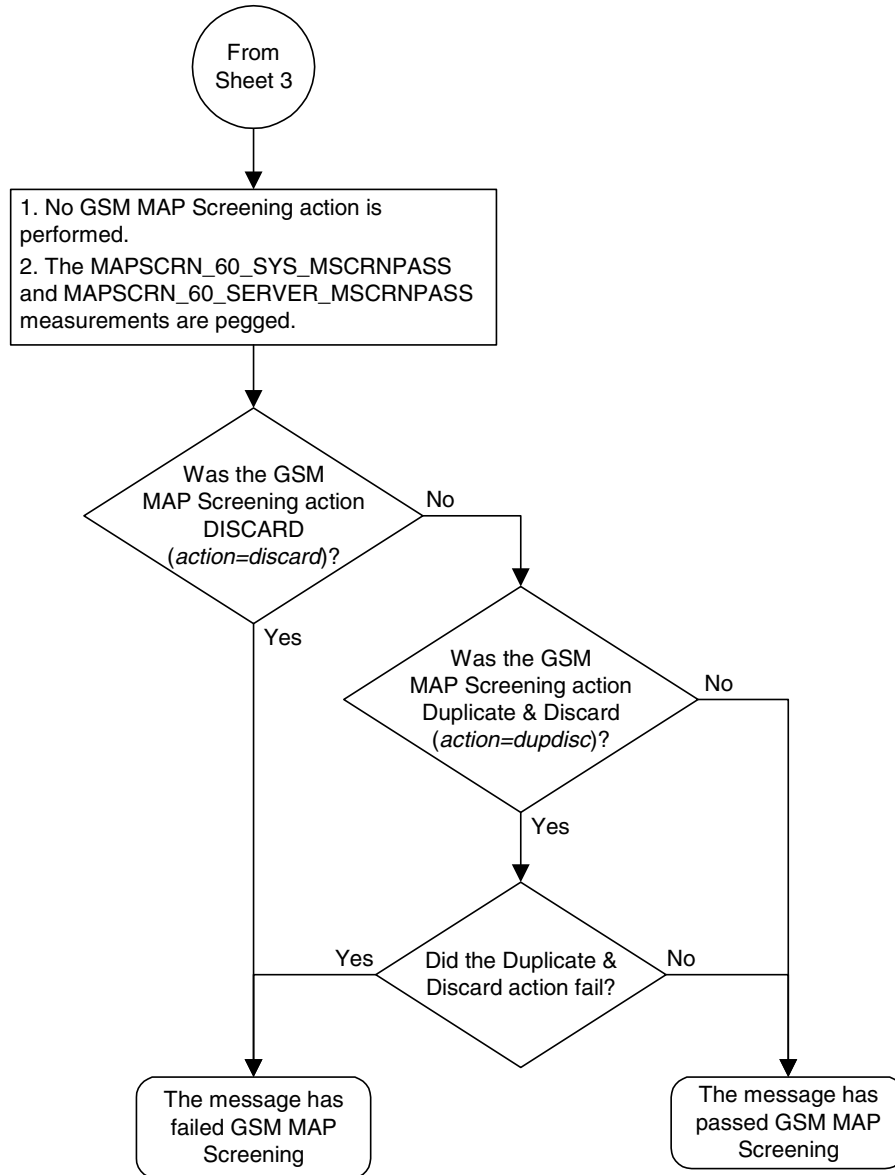 From
Sheet 3
1. No GSM MAP Screening action is
performed.
2. The MAPSCRN_60_SYS_MSCRNPASS
and MAPSCRN_60_SERVER_MSCRNPASS
measurements are pegged.
Was the GSM
MAP Screening action
DISCARD
(action=discard)?
No
Yes
Was the GSM
MAP Screening action
Duplicate & Discard
(action=dupdisc)?
No
Yes
Did the Duplicate &
Discard action fail?
Yes
No
The message has
failed GSM MAP
Screening
The message has
passed GSM MAP
Screening